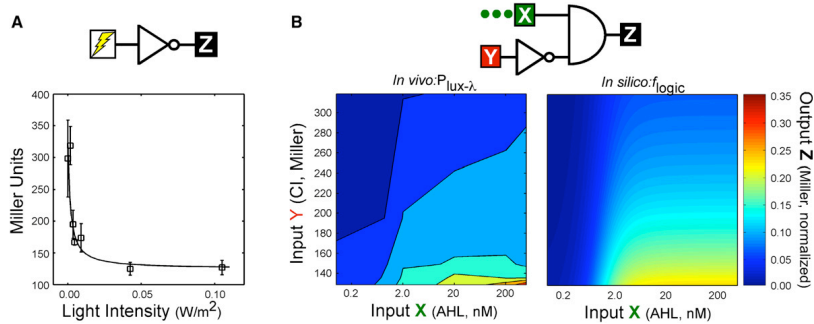 A
Z
400
350
300
250
200
150
100
Miller Units
0.00
0.05
0.10
Light Intensity (W/m²)
B
X
Y
Z
In vivo:Plux-λ
In silico:flogic
300
280
260
240
220
200
180
160
140
Input Y (CI, Miller)
0.2
2.0
20
200
Input X (AHL, nM)
0.2
2.0
20
200
Input X (AHL, nM)
0.35
0.30
0.25
0.20
0.15
0.10
0.05
0.00
Output Z (Miller, normalized)